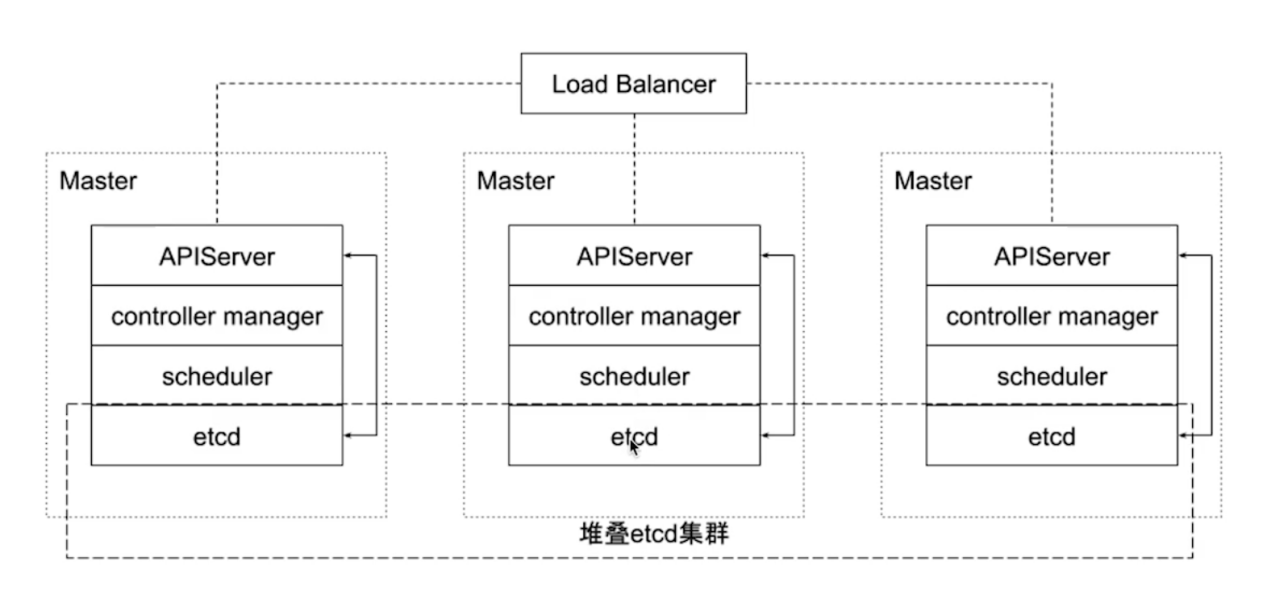 Load Balancer
Master
APIServer
controller manager
scheduler
etcd
Master
APIServer
controller manager
scheduler
etcd
Master
APIServer
controller manager
scheduler
etcd
堆叠etcd集群